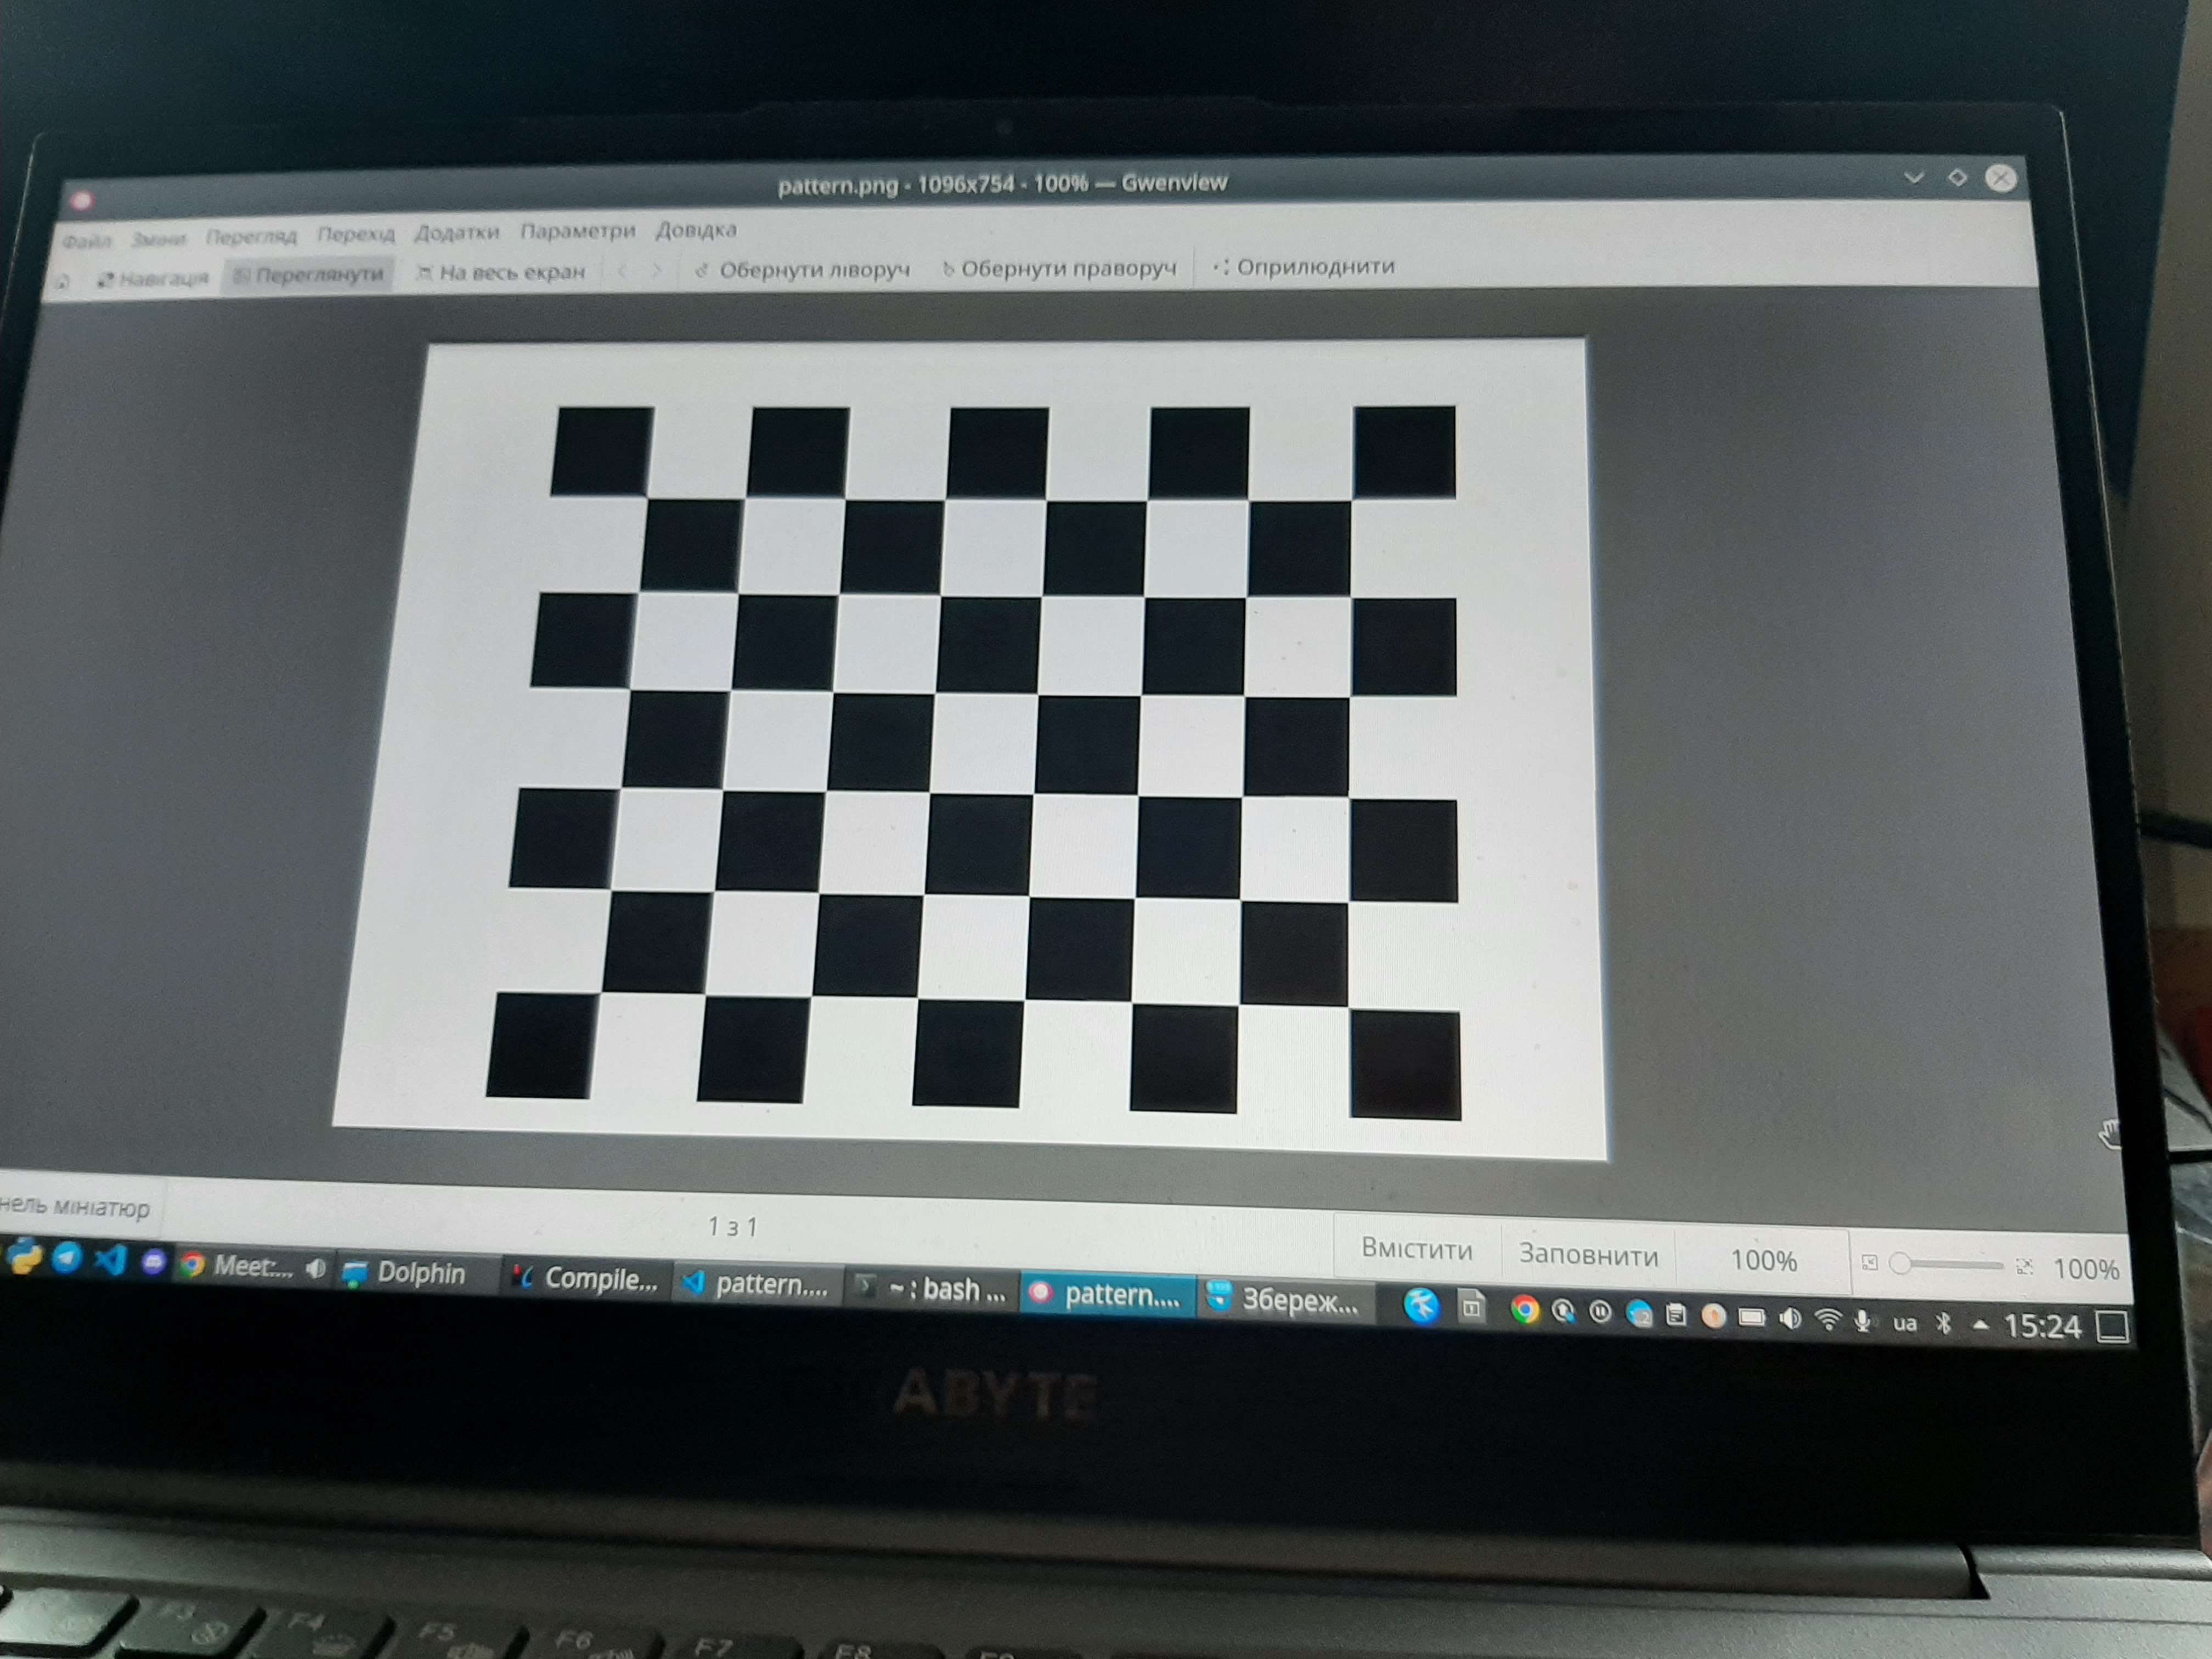 pattern.png - 1096x754 - 100% — Gwenview
Файл Зміни Перегляд Перехід Додатки Параметри Довідка
Навігація Переглянути На весь екран Обернути ліворуч Обернути праворуч Оприлюднити
нель мініатюр 1 з 1 Вмістити Заповнити 100% 100%
Meet:... Dolphin Compile... pattern.... ~ : bash ... pattern.... Збереж... ua 15:24
ABYTE
F3 F4 F5 F6 F7 F8